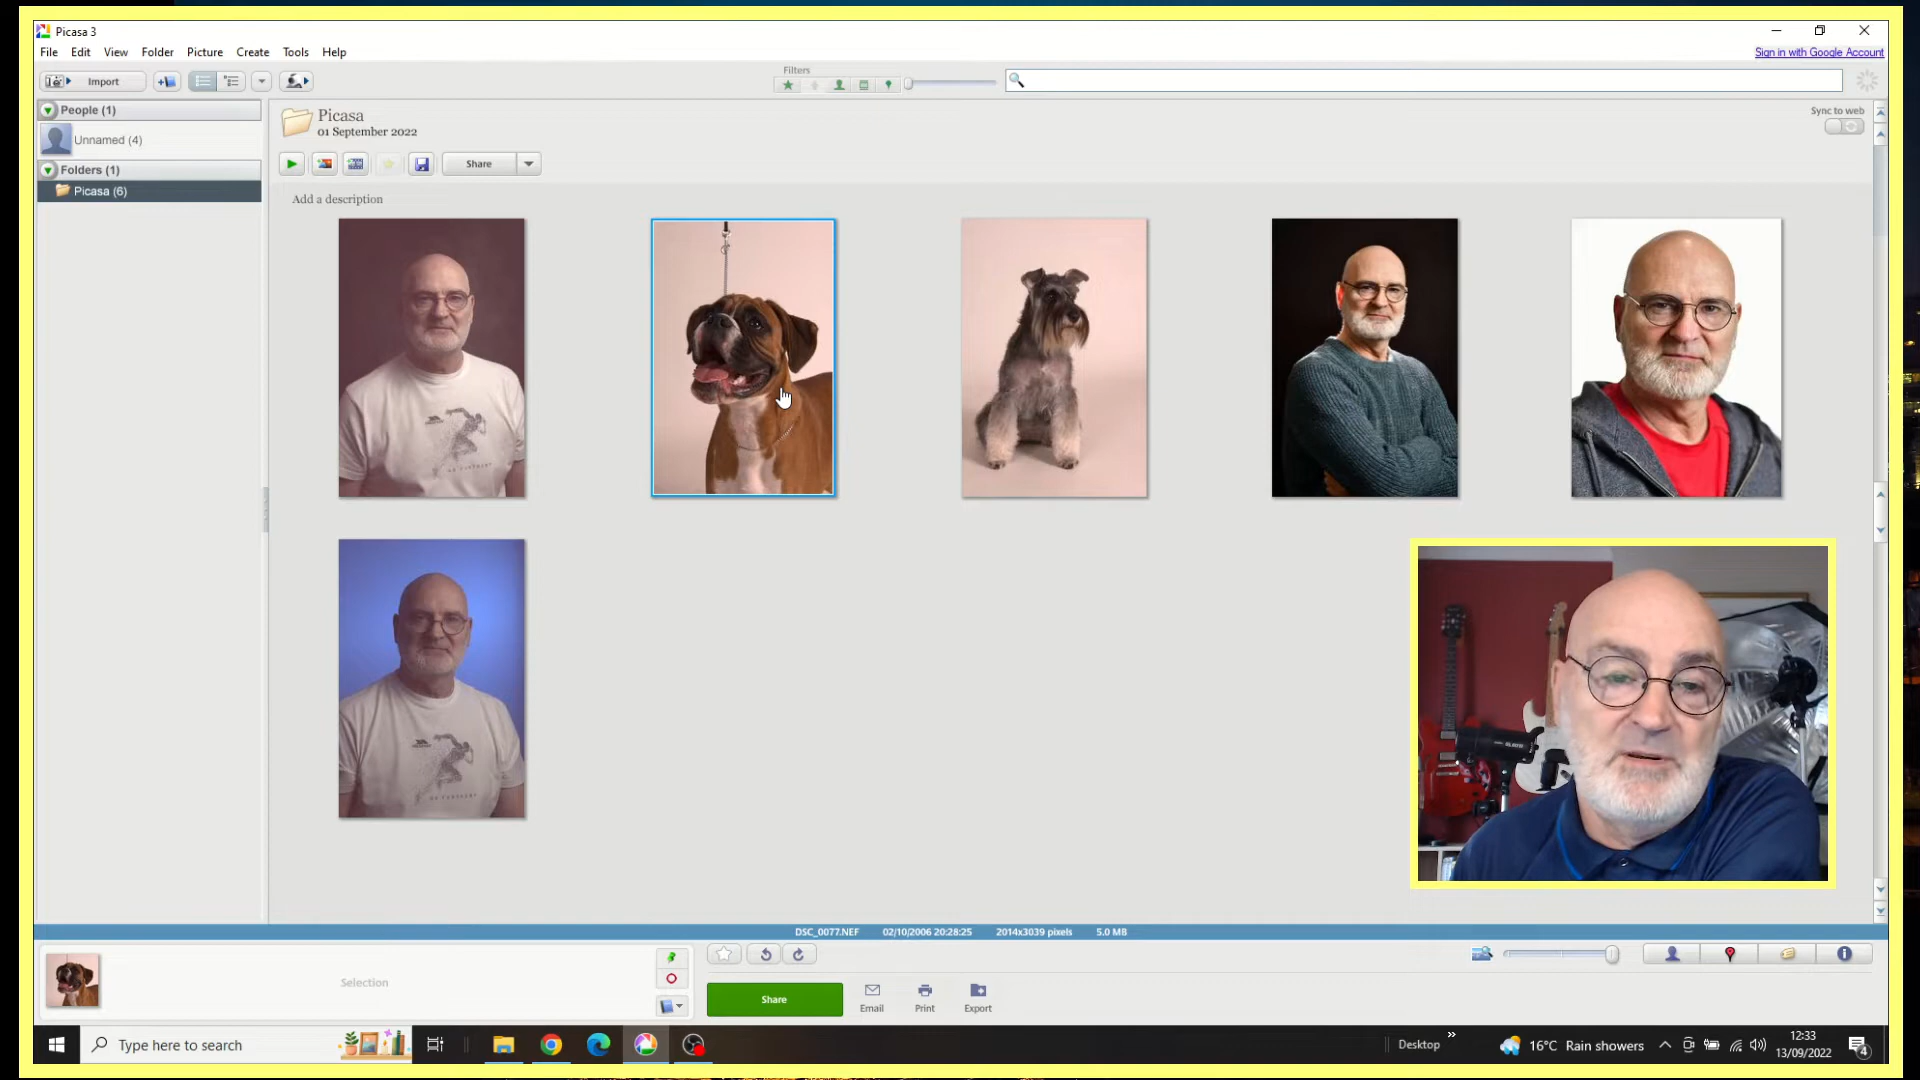 Picasa 3
File Edit View Folder Picture Create Tools Help
Sign in with Google Account
Import
Filters
People (1)
Unnamed (4)
Folders (1)
Picasa (6)
Picasa
01 September 2022
Sync to web
Share
Add a description
DSC_0077.NEF 02/10/2006 20:28:25 2014x3039 pixels 5.0 MB
Selection
Share
Email Print Export
Type here to search
Desktop
16°C Rain showers
12:33
13/09/2022
4